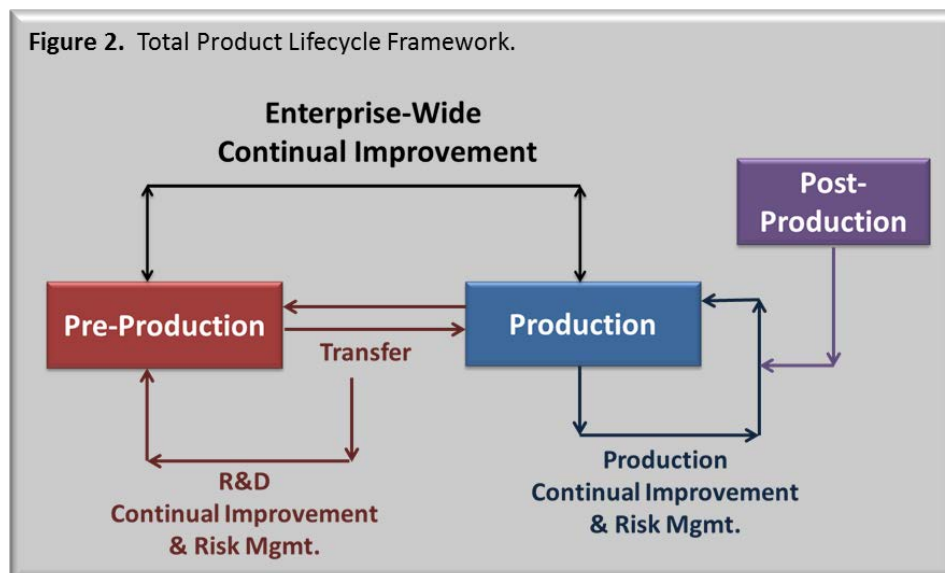 Figure 2. Total Product Lifecycle Framework.
Enterprise-Wide
Continual Improvement
Post-
Production
Pre-Production
Production
Transfer
R&D
Continual Improvement
& Risk Mgmt.
Production
Continual Improvement
& Risk Mgmt.